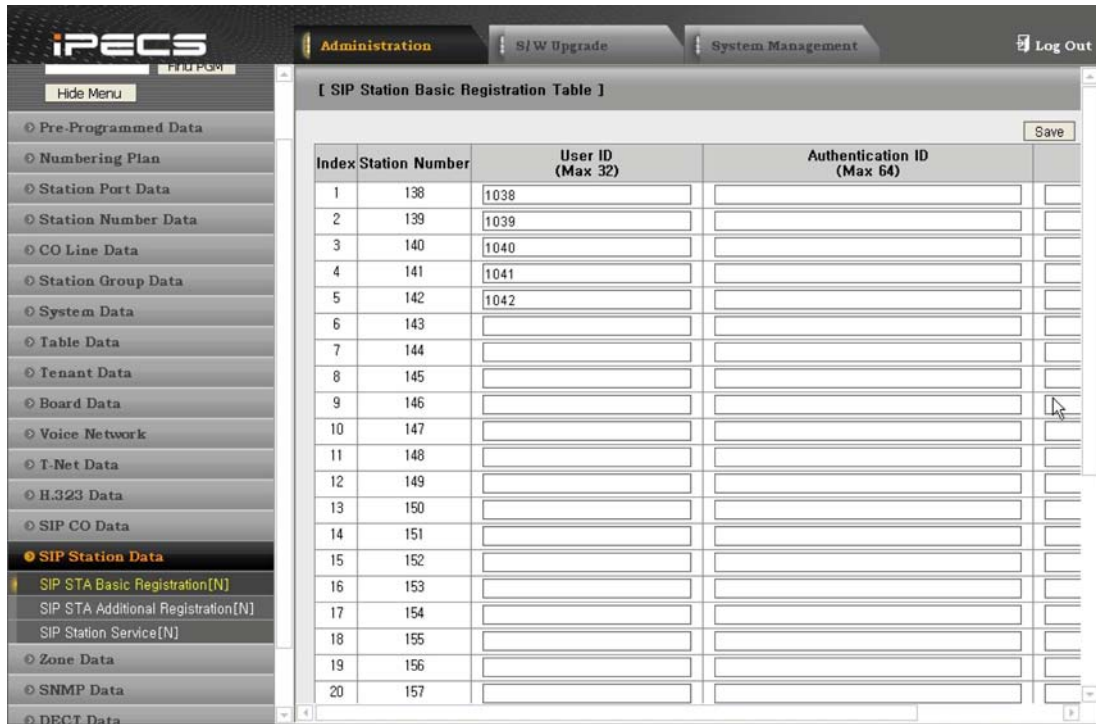 iPECS
Administration
S/W Upgrade
System Management
Log Out
Find PGM
Hide Menu
Pre-Programmed Data
Numbering Plan
Station Port Data
Station Number Data
CO Line Data
Station Group Data
System Data
Table Data
Tenant Data
Board Data
Voice Network
T-Net Data
H.323 Data
SIP CO Data
SIP Station Data
SIP STA Basic Registration[N]
SIP STA Additional Registration[N]
SIP Station Service[N]
Zone Data
SNMP Data
DECT Data
[ SIP Station Basic Registration Table ]
Save
Index Station Number User ID (Max 32) Authentication ID (Max 64)
1 138 1038
2 139 1039
3 140 1040
4 141 1041
5 142 1042
6 143
7 144
8 145
9 146
10 147
11 148
12 149
13 150
14 151
15 152
16 153
17 154
18 155
19 156
20 157